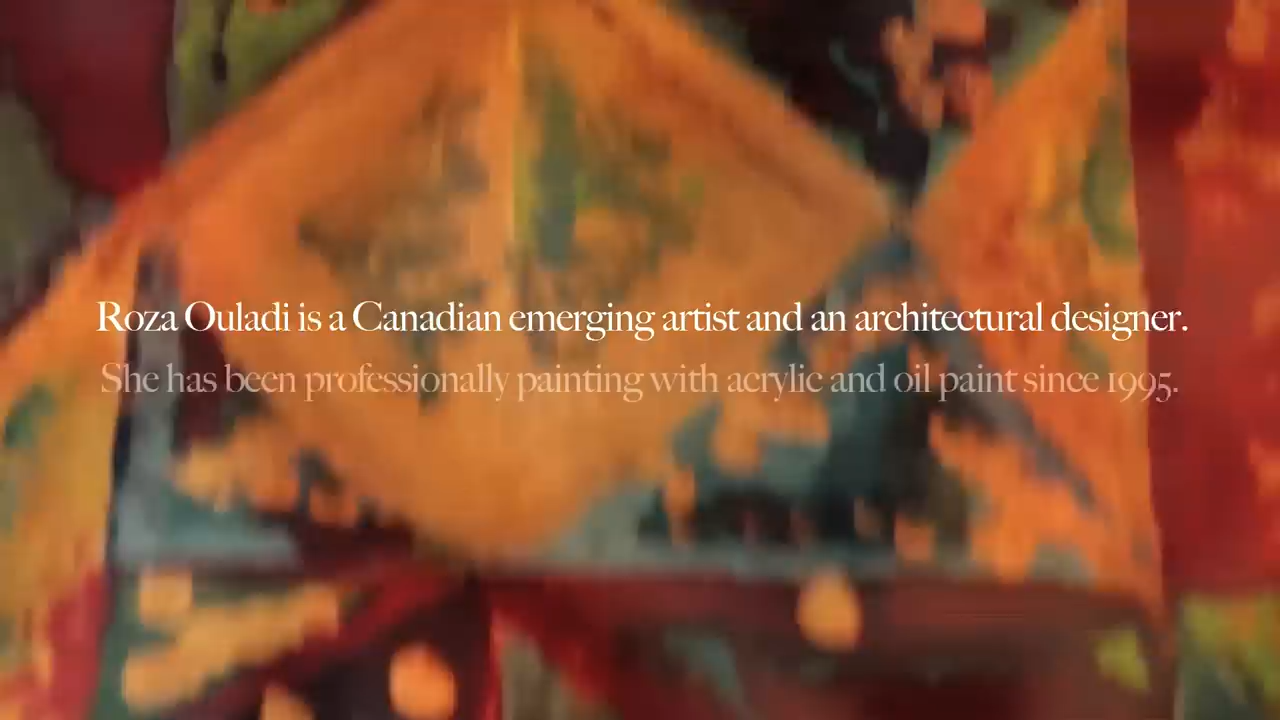 Roza Ouladi is a Canadian emerging artist and an architectural designer.
She has been professionally painting with acrylic and oil paint since 1995.